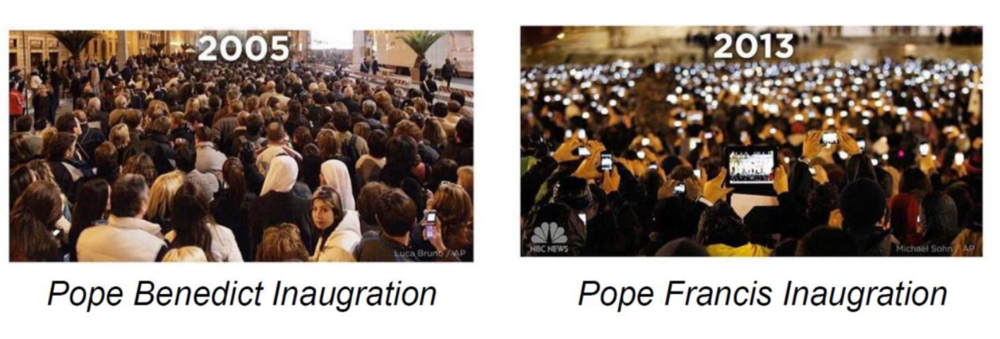 2005
2013
Luca Bruno / AP
NBC NEWS
Michael Sohn / AP
Pope Benedict Inaugration
Pope Francis Inaugration